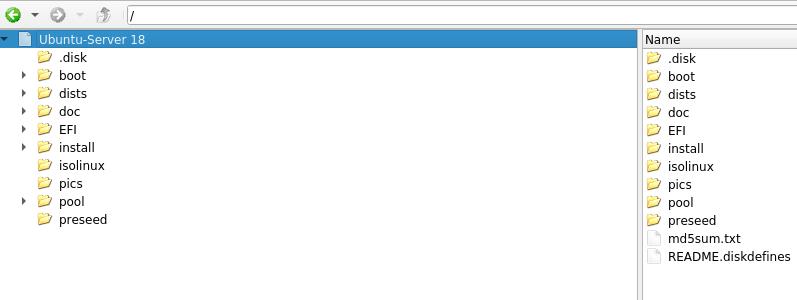 /
Ubuntu-Server 18
.disk
boot
dists
doc
EFI
install
isolinux
pics
pool
preseed
Name
.disk
boot
dists
doc
EFI
install
isolinux
pics
pool
preseed
md5sum.txt
README.diskdefines